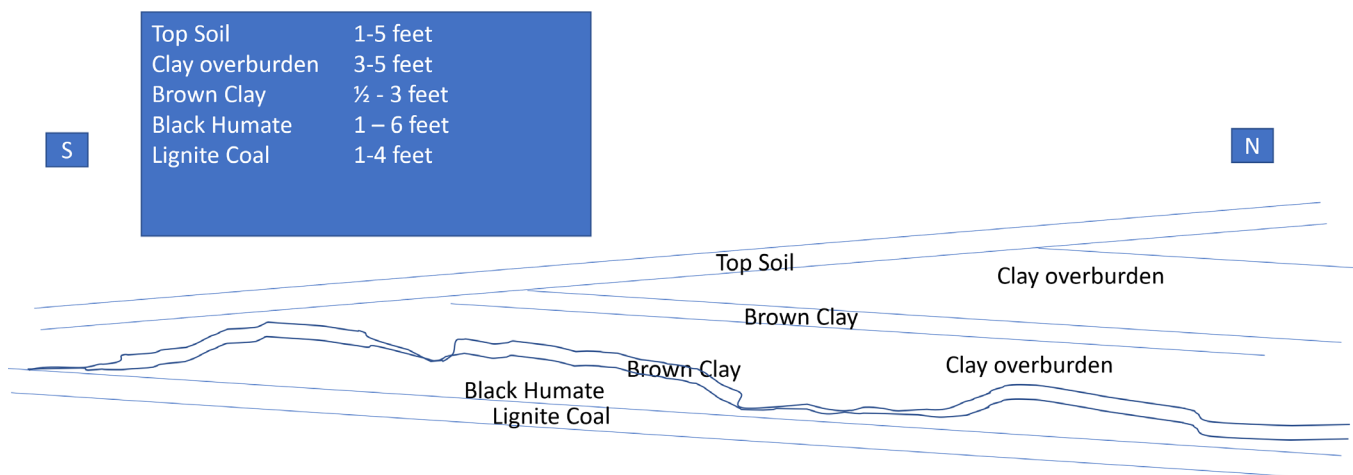 Top Soil 1-5 feet
Clay overburden 3-5 feet
Brown Clay ½ - 3 feet
Black Humate 1 – 6 feet
Lignite Coal 1-4 feet
S
N
Top Soil
Clay overburden
Brown Clay
Clay overburden
Brown Clay
Black Humate
Lignite Coal